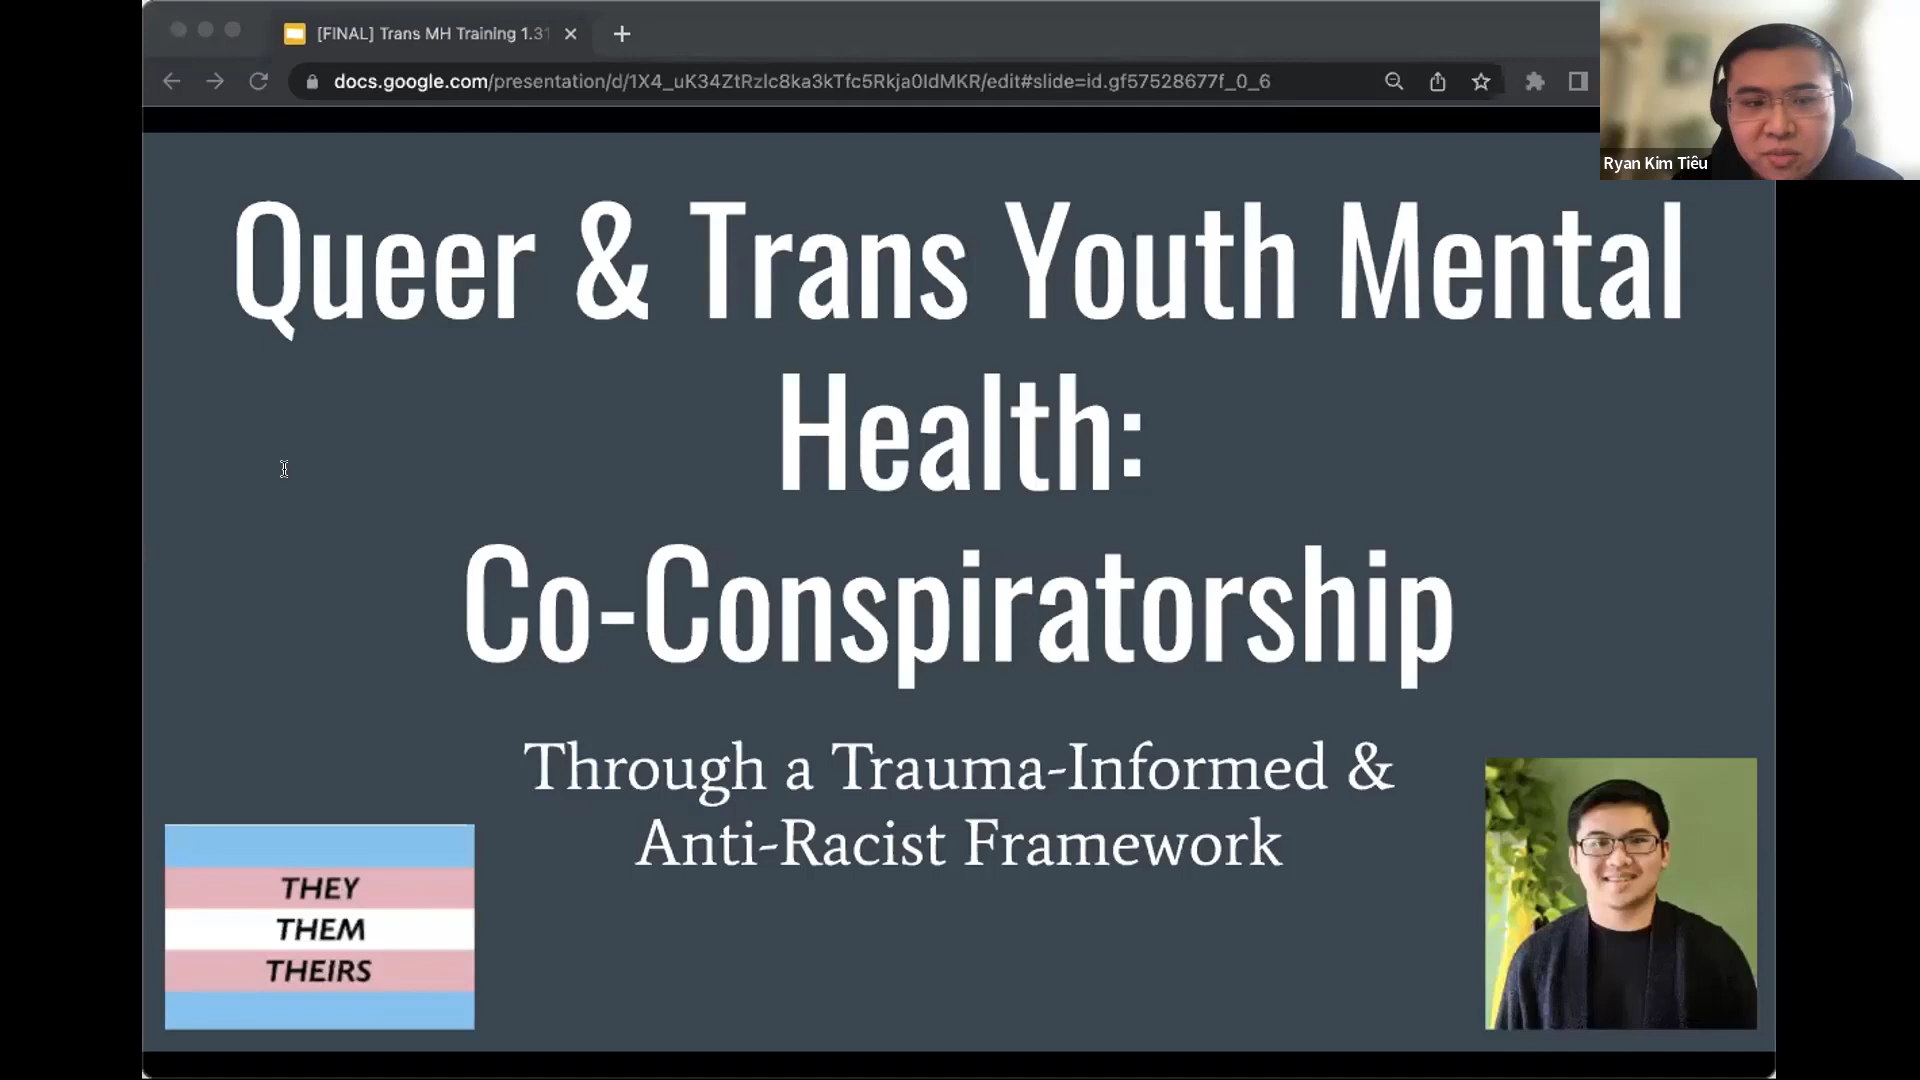 [FINAL] Trans MH Training 1.31
docs.google.com/presentation/d/1X4_uK34ZtRzlc8ka3kTfc5Rkja0ldMKR/edit#slide=id.gf57528677f_0_6
Ryan Kim Tiêu
Queer & Trans Youth Mental
Health:
Co-Conspiratorship
Through a Trauma-Informed &
Anti-Racist Framework
THEY
THEM
THEIRS